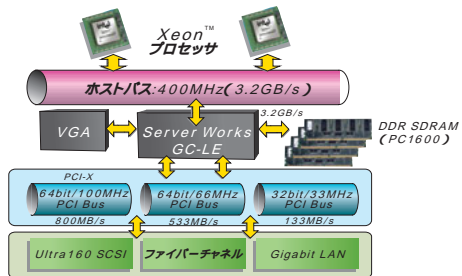 Xeon™
プロセッサ
ホストバス:400MHz(3.2GB/s)
3.2GB/s
VGA
Server Works
GC-LE
DDR SDRAM
(PC1600)
PCI-X
64bit/100MHz
PCI Bus
64bit/66MHz
PCI Bus
32bit/33MHz
PCI Bus
800MB/s
533MB/s
133MB/s
Ultra160 SCSI
ファイバーチャネル
Gigabit LAN